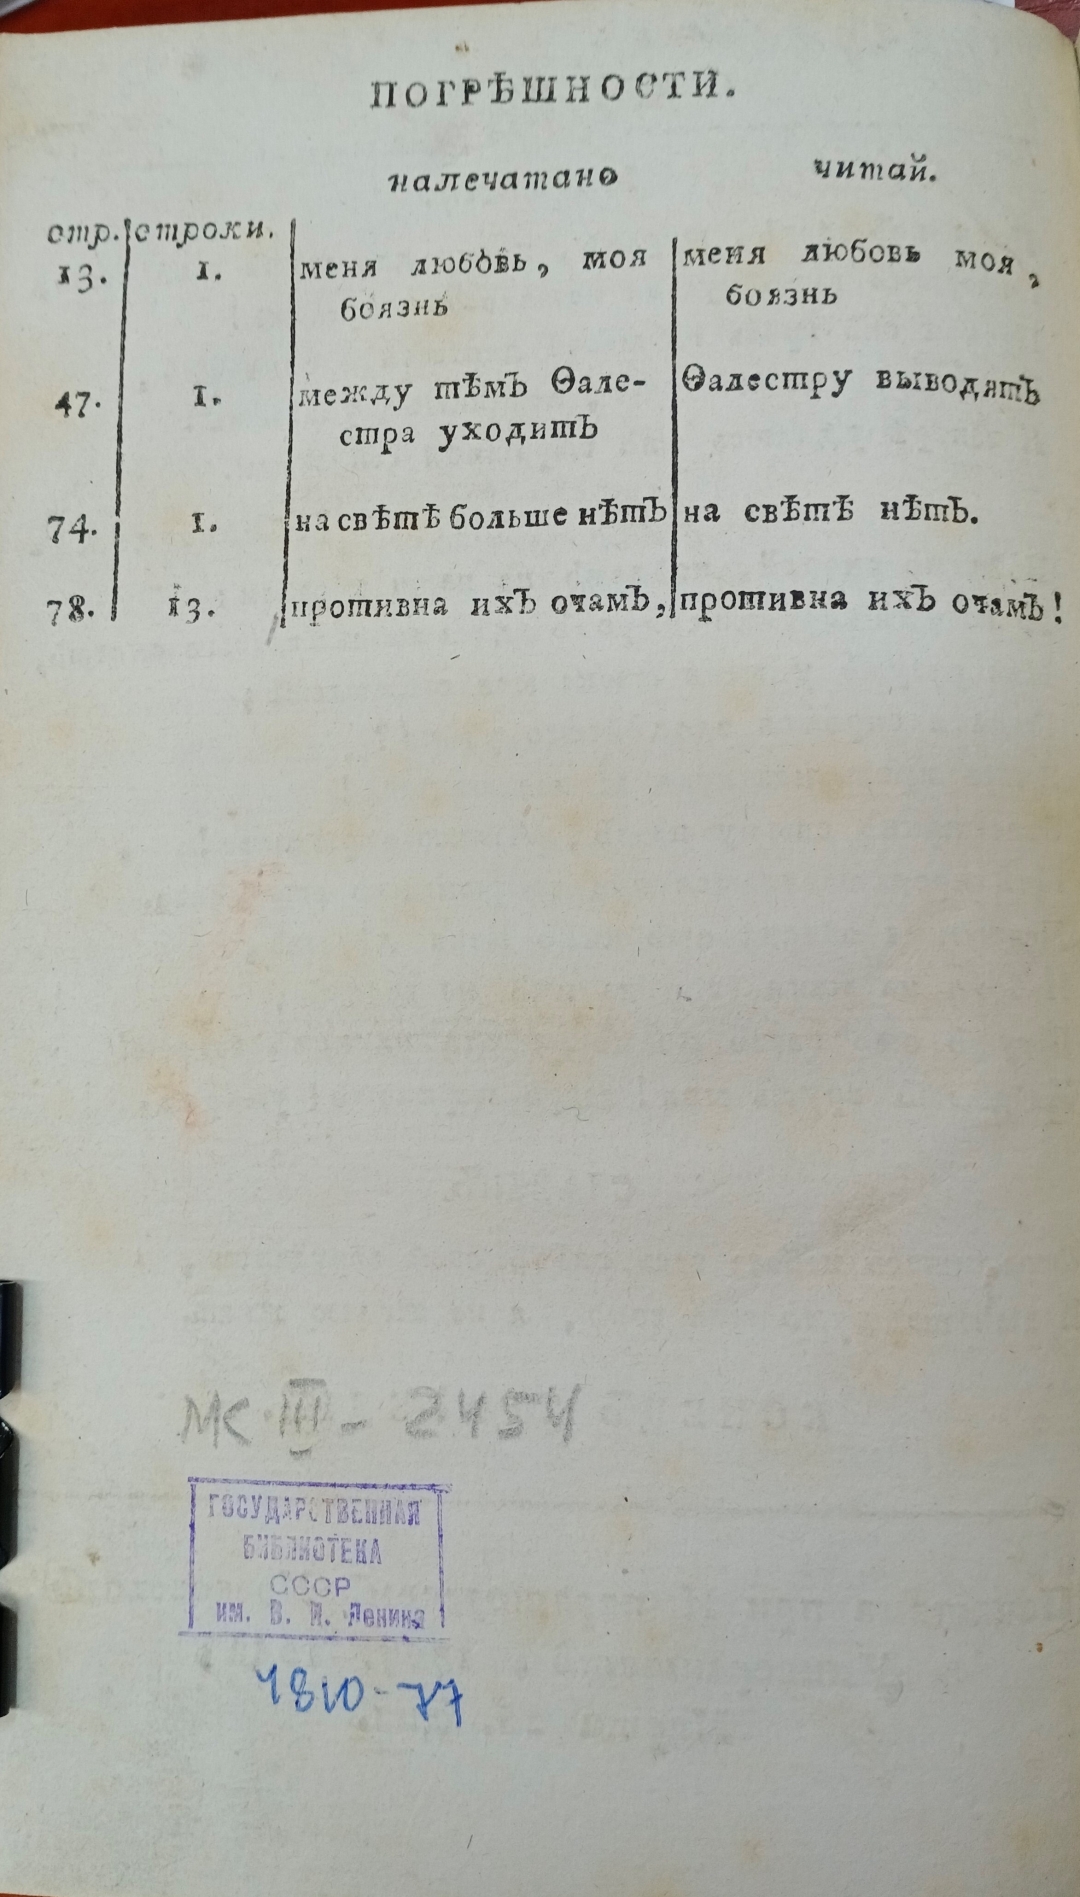 ПОГРѢШНОСТИ.
напечатано читай.
стр. строки.
13. 1. меня любовь, моя меня любовь моя,
боязнь боязнь
47. 1. между тѣмъ Ѳале- Ѳалестру выводятъ
стра уходитъ
74. 1. на свѣтѣ больше нѣтъ на свѣтѣ нѣтъ.
78. 13. противна ихъ очамъ, противна ихъ очамъ!
МК III - 2454
ГОСУДАРСТВЕННАЯ
БИБЛИОТЕКА
СССР
им. В. И. Ленина
4810-77